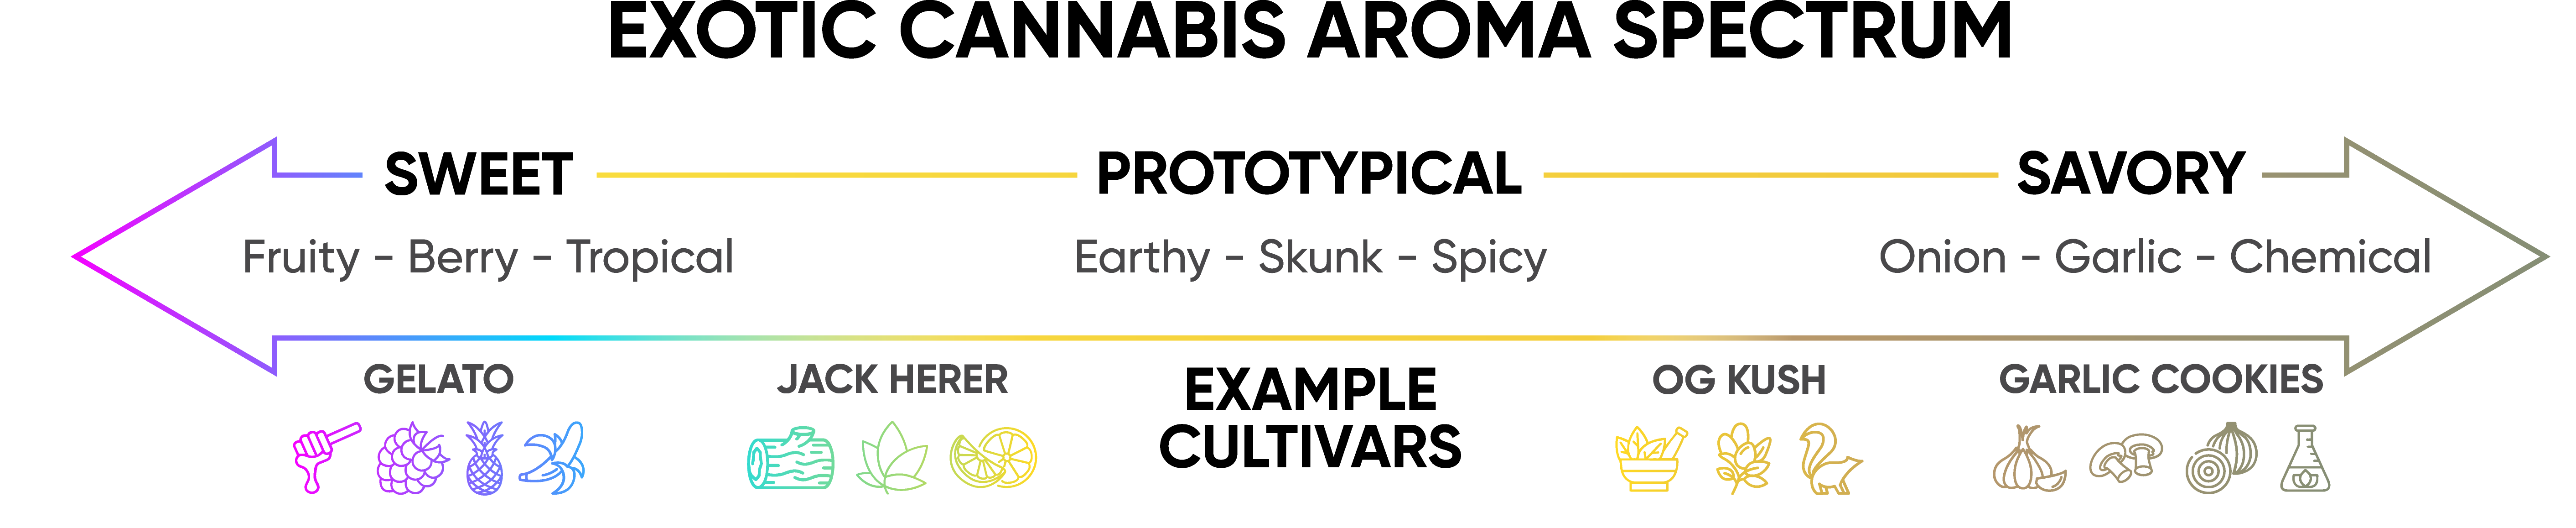 EXOTIC CANNABIS AROMA SPECTRUM
SWEET
PROTOTYPICAL
SAVORY
Fruity - Berry - Tropical
Earthy - Skunk - Spicy
Onion - Garlic - Chemical
GELATO
JACK HERER
EXAMPLE
CULTIVARS
OG KUSH
GARLIC COOKIES